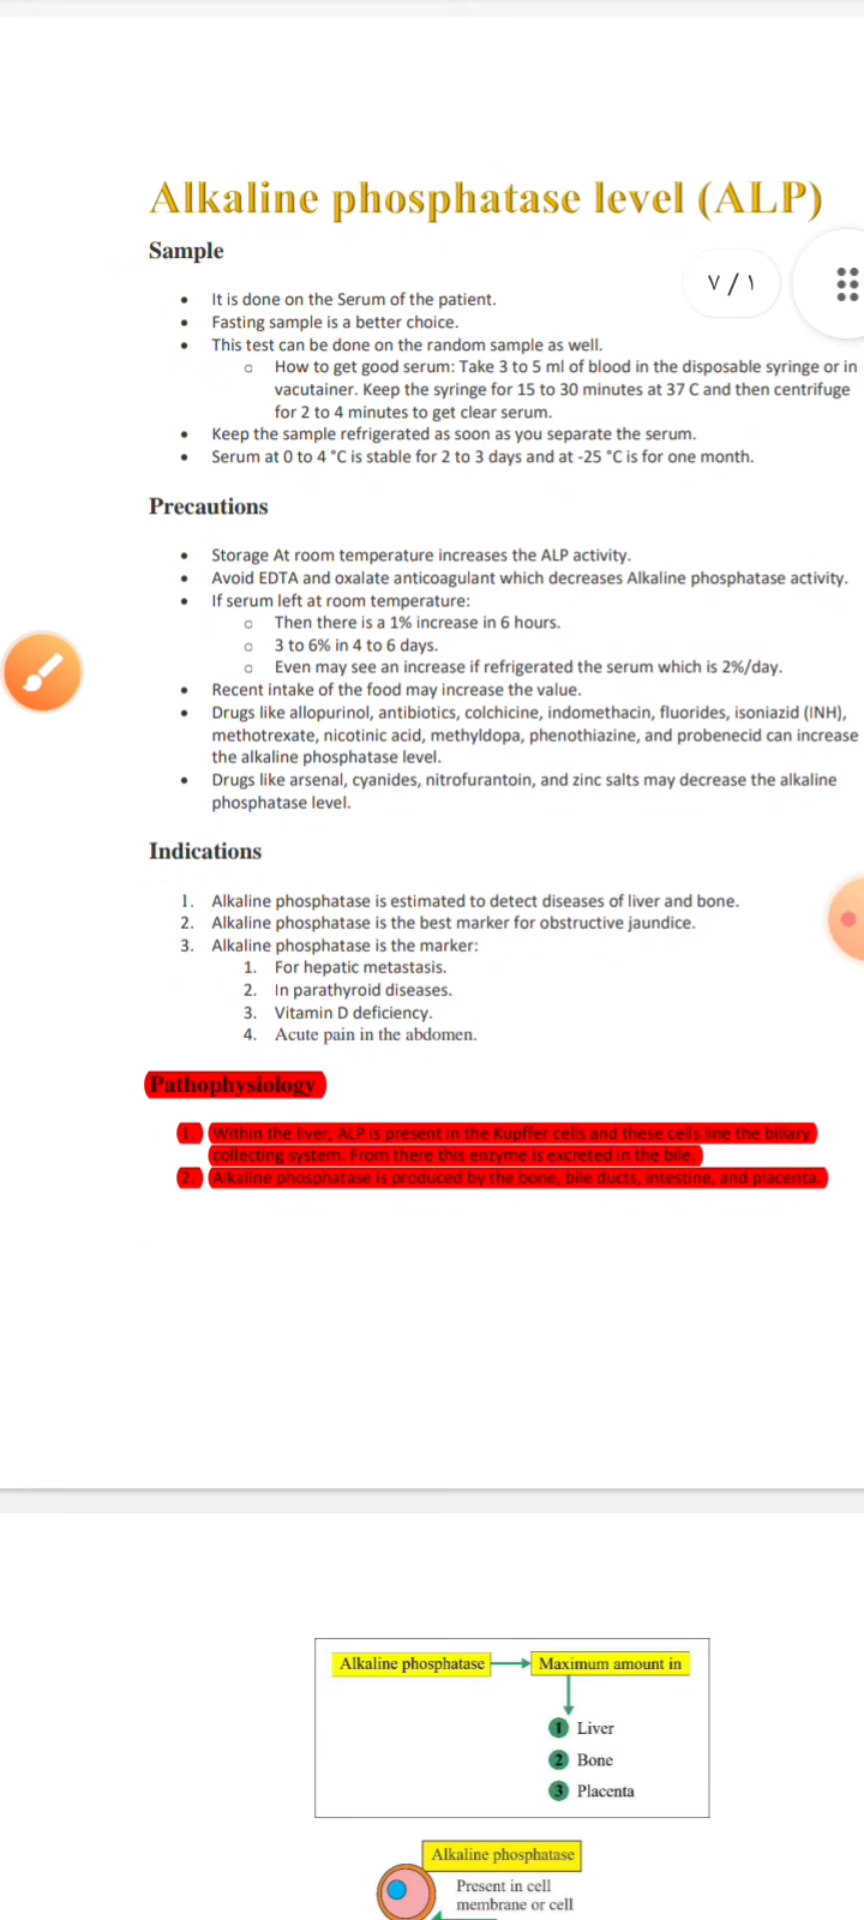 Alkaline phosphatase level (ALP)
Sample
٧ / ١
• It is done on the Serum of the patient.
• Fasting sample is a better choice.
• This test can be done on the random sample as well.
o How to get good serum: Take 3 to 5 ml of blood in the disposable syringe or in
vacutainer. Keep the syringe for 15 to 30 minutes at 37 C and then centrifuge
for 2 to 4 minutes to get clear serum.
• Keep the sample refrigerated as soon as you separate the serum.
• Serum at 0 to 4 °C is stable for 2 to 3 days and at -25 °C is for one month.
Precautions
• Storage At room temperature increases the ALP activity.
• Avoid EDTA and oxalate anticoagulant which decreases Alkaline phosphatase activity.
• If serum left at room temperature:
o Then there is a 1% increase in 6 hours.
o 3 to 6% in 4 to 6 days.
o Even may see an increase if refrigerated the serum which is 2%/day.
• Recent intake of the food may increase the value.
• Drugs like allopurinol, antibiotics, colchicine, indomethacin, fluorides, isoniazid (INH),
methotrexate, nicotinic acid, methyldopa, phenothiazine, and probenecid can increase
the alkaline phosphatase level.
• Drugs like arsenal, cyanides, nitrofurantoin, and zinc salts may decrease the alkaline
phosphatase level.
Indications
1. Alkaline phosphatase is estimated to detect diseases of liver and bone.
2. Alkaline phosphatase is the best marker for obstructive jaundice.
3. Alkaline phosphatase is the marker:
1. For hepatic metastasis.
2. In parathyroid diseases.
3. Vitamin D deficiency.
4. Acute pain in the abdomen.
Pathophysiology
1. Within the liver, ALP is present in the Kupffer cells and these cells line the biliary
collecting system. From there this enzyme is excreted in the bile.
2. Alkaline phosphatase is produced by the bone, bile ducts, intestine, and placenta.
Alkaline phosphatase Maximum amount in
1 Liver
2 Bone
3 Placenta
Alkaline phosphatase
Present in cell
membrane or cell